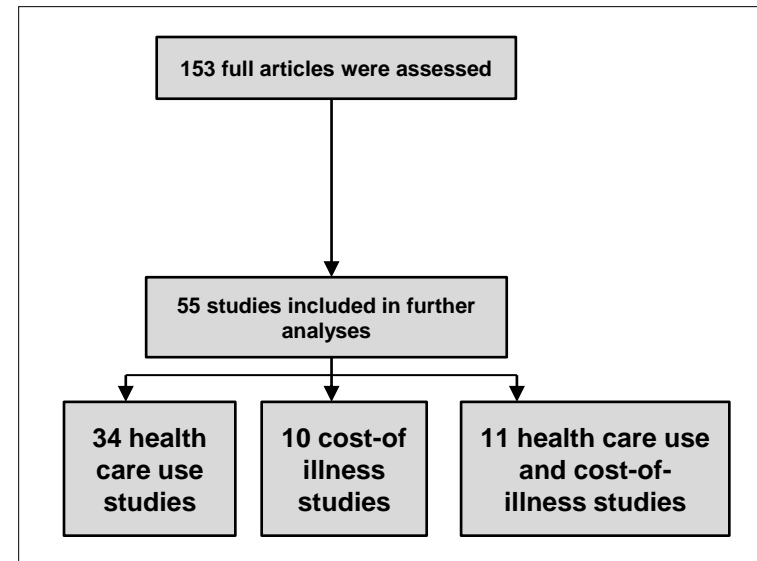 153 full articles were assessed
55 studies included in further
analyses
34 health
care use
studies
10 cost-of
illness
studies
11 health care use
and cost-of-
illness studies